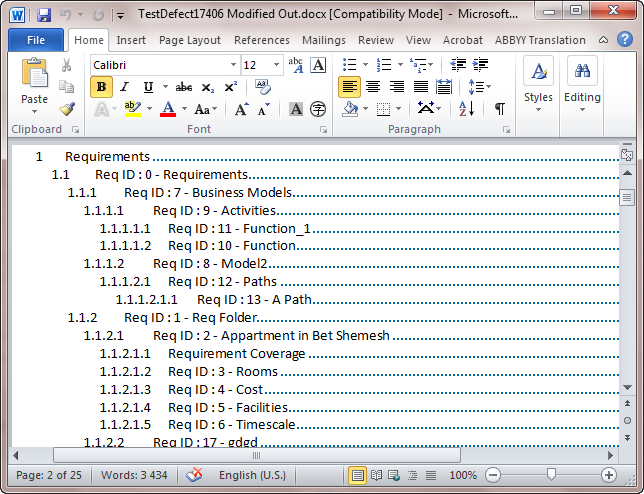 TestDefect17406 Modified Out.docx [Compatibility Mode] - Microsoft...
File Home Insert Page Layout References Mailings Review View Acrobat ABBYY Translation
Calibri 12
Paste
B I U abc x₂ x² A A Aa A A A 字
Styles Editing
Clipboard Font Paragraph
1 Requirements
1.1 Req ID : 0 - Requirements
1.1.1 Req ID : 7 - Business Models
1.1.1.1 Req ID : 9 - Activities
1.1.1.1.1 Req ID : 11 - Function_1
1.1.1.1.2 Req ID : 10 - Function
1.1.1.2 Req ID : 8 - Model2
1.1.1.2.1 Req ID : 12 - Paths
1.1.1.2.1.1 Req ID : 13 - A Path
1.1.2 Req ID : 1 - Req Folder
1.1.2.1 Req ID : 2 - Appartment in Bet Shemesh
1.1.2.1.1 Requirement Coverage
1.1.2.1.2 Req ID : 3 - Rooms
1.1.2.1.3 Req ID : 4 - Cost
1.1.2.1.4 Req ID : 5 - Facilities
1.1.2.1.5 Req ID : 6 - Timescale
1.1.2.2 Req ID : 17 - gdgd
Page: 2 of 25 Words: 3 434 English (U.S.) 100%